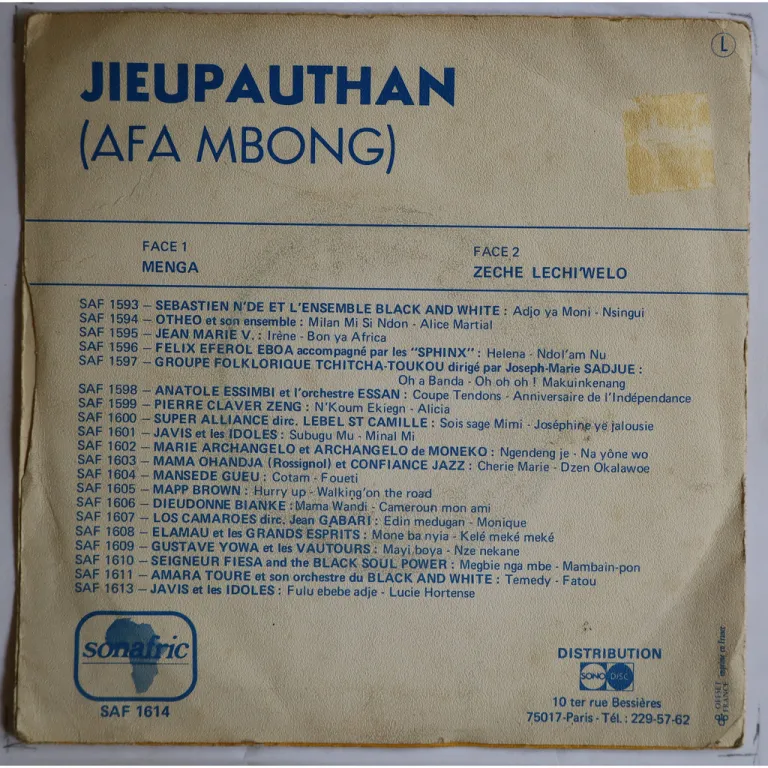 L
JIEUPAUTHAN
(AFA MBONG)
FACE 1
MENGA
FACE 2
ZECHE LECHI'WELO
SAF 1593 – SEBASTIEN N'DE ET L'ENSEMBLE BLACK AND WHITE : Adjo ya Moni - Nsingui
SAF 1594 – OTHEO et son ensemble : Milan Mi Si Ndon - Alice Martial
SAF 1595 – JEAN MARIE V. : Irène - Bon ya Africa
SAF 1596 – FELIX EFEROL EBOA accompagné par les "SPHINX" : Helena - Ndol'am Nu
SAF 1597 – GROUPE FOLKLORIQUE TCHITCHA-TOUKOU dirigé par Joseph-Marie SADJUE :
Oh a Banda - Oh oh oh ! Makuinkenang
SAF 1598 – ANATOLE ESSIMBI et l'orchestre ESSAN : Coupe Tendons - Anniversaire de l'Indépendance
SAF 1599 – PIERRE CLAVER ZENG : N'Koum Ekiegn - Alicia
SAF 1600 – SUPER ALLIANCE dirc. LEBEL ST CAMILLE : Sois sage Mimi - Joséphine ye jalousie
SAF 1601 – JAVIS et les IDOLES : Subugu Mu - Minal Mi
SAF 1602 – MARIE ARCHANGELO et ARCHANGELO de MONEKO : Ngendeng je - Na yône wo
SAF 1603 – MAMA OHANDJA (Rossignol) et CONFIANCE JAZZ : Cherie Marie - Dzen Okalawoe
SAF 1604 – MANSEDE GUEU : Cotam - Foueti
SAF 1605 – MAPP BROWN : Hurry up - Walking'on the road
SAF 1606 – DIEUDONNE BIANKE : Mama Wandi - Cameroun mon ami
SAF 1607 – LOS CAMAROES dirc. Jean GABARI : Edin medugan - Monique
SAF 1608 – ELAMAU et les GRANDS ESPRITS : Mone ba nyia - Kelé meké meké
SAF 1609 – GUSTAVE YOWA et les VAUTOURS : Mayi boya - Nze nekane
SAF 1610 – SEIGNEUR FIESA and the BLACK SOUL POWER : Megbie nga mbe - Mambain-pon
SAF 1611 – AMARA TOURE et son orchestre du BLACK AND WHITE : Temedy - Fatou
SAF 1613 – JAVIS et les IDOLES : Fulu ebebe adje - Lucie Hortense
sonafric
SAF 1614
DISTRIBUTION
SONO DISC
10 ter rue Bessières
75017-Paris - Tél. : 229-57-62
OFFSET FRANCE imprimé en France